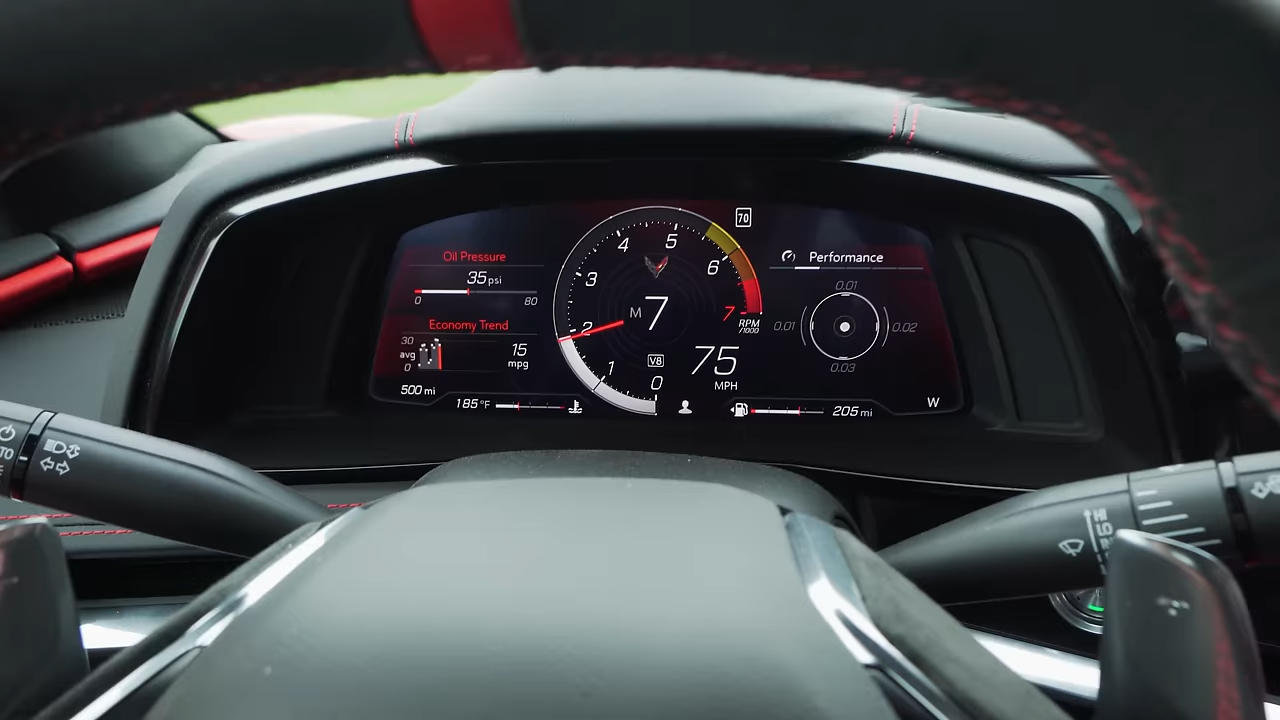 70
Oil Pressure
35 psi
0 80
Economy Trend
30
avg
0
15
mpg
500 mi
185 °F
0 1 2 3 4 5 6 7
RPM
/1000
M 7
V8
75
MPH
Performance
0.01
0.01 0.02
0.03
205 mi
W